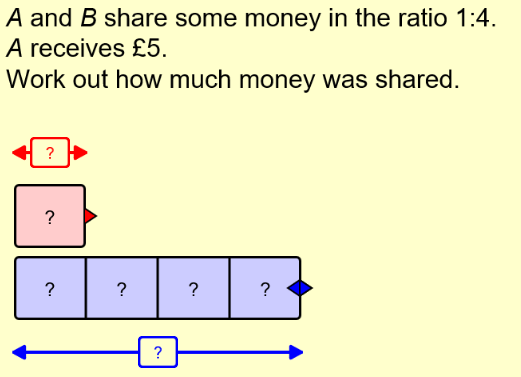 A and B share some money in the ratio 1:4.
A receives £5.
Work out how much money was shared.
?
?
? ? ? ?
?